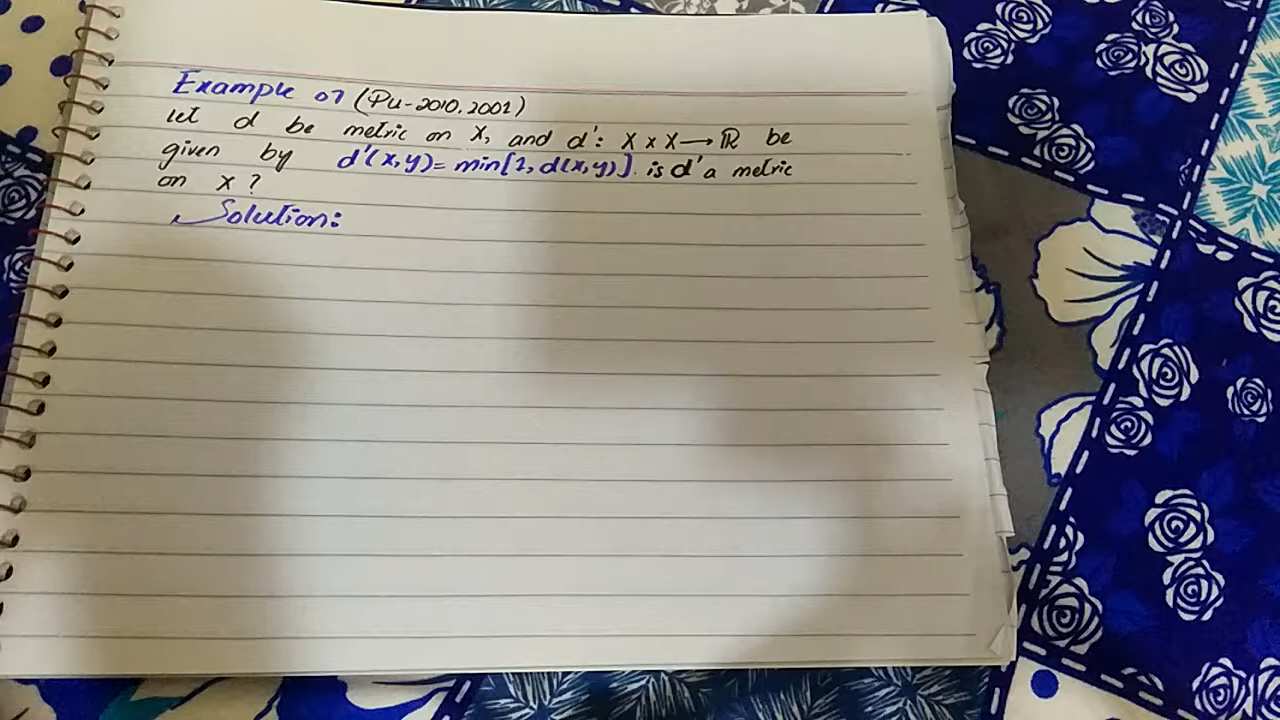 Example 07 (Pu-2010, 2001)
let d be metric on X, and d': X x X → ℝ be
given by d'(x,y)= min[1, d(x,y)]. is d' a metric
on x?
Solution: